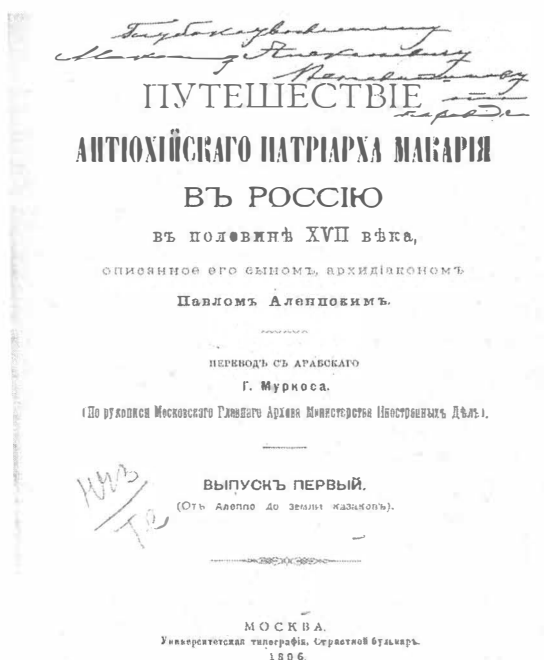 Глубокоуважаемому
ПУТЕШЕСТВІЕ
АНТІОХІЙСКАГО ПАТРІАРХА МАКАРІЯ
ВЪ РОССІЮ
въ половинѣ XVII вѣка,
описанное его сыномъ, архидіакономъ
Павломъ Алеппскимъ.
ПЕРЕВОДЪ СЪ АРАБСКАГО
Г. Муркоса.
(По рукописи Московскаго Главнаго Архива Министерства Иностранныхъ Дѣлъ).
ВЫПУСКЪ ПЕРВЫЙ.
(Отъ Алеппо до земли казаковъ).
МОСКВА.
Университетская типографія, Страстной бульваръ.
1896.